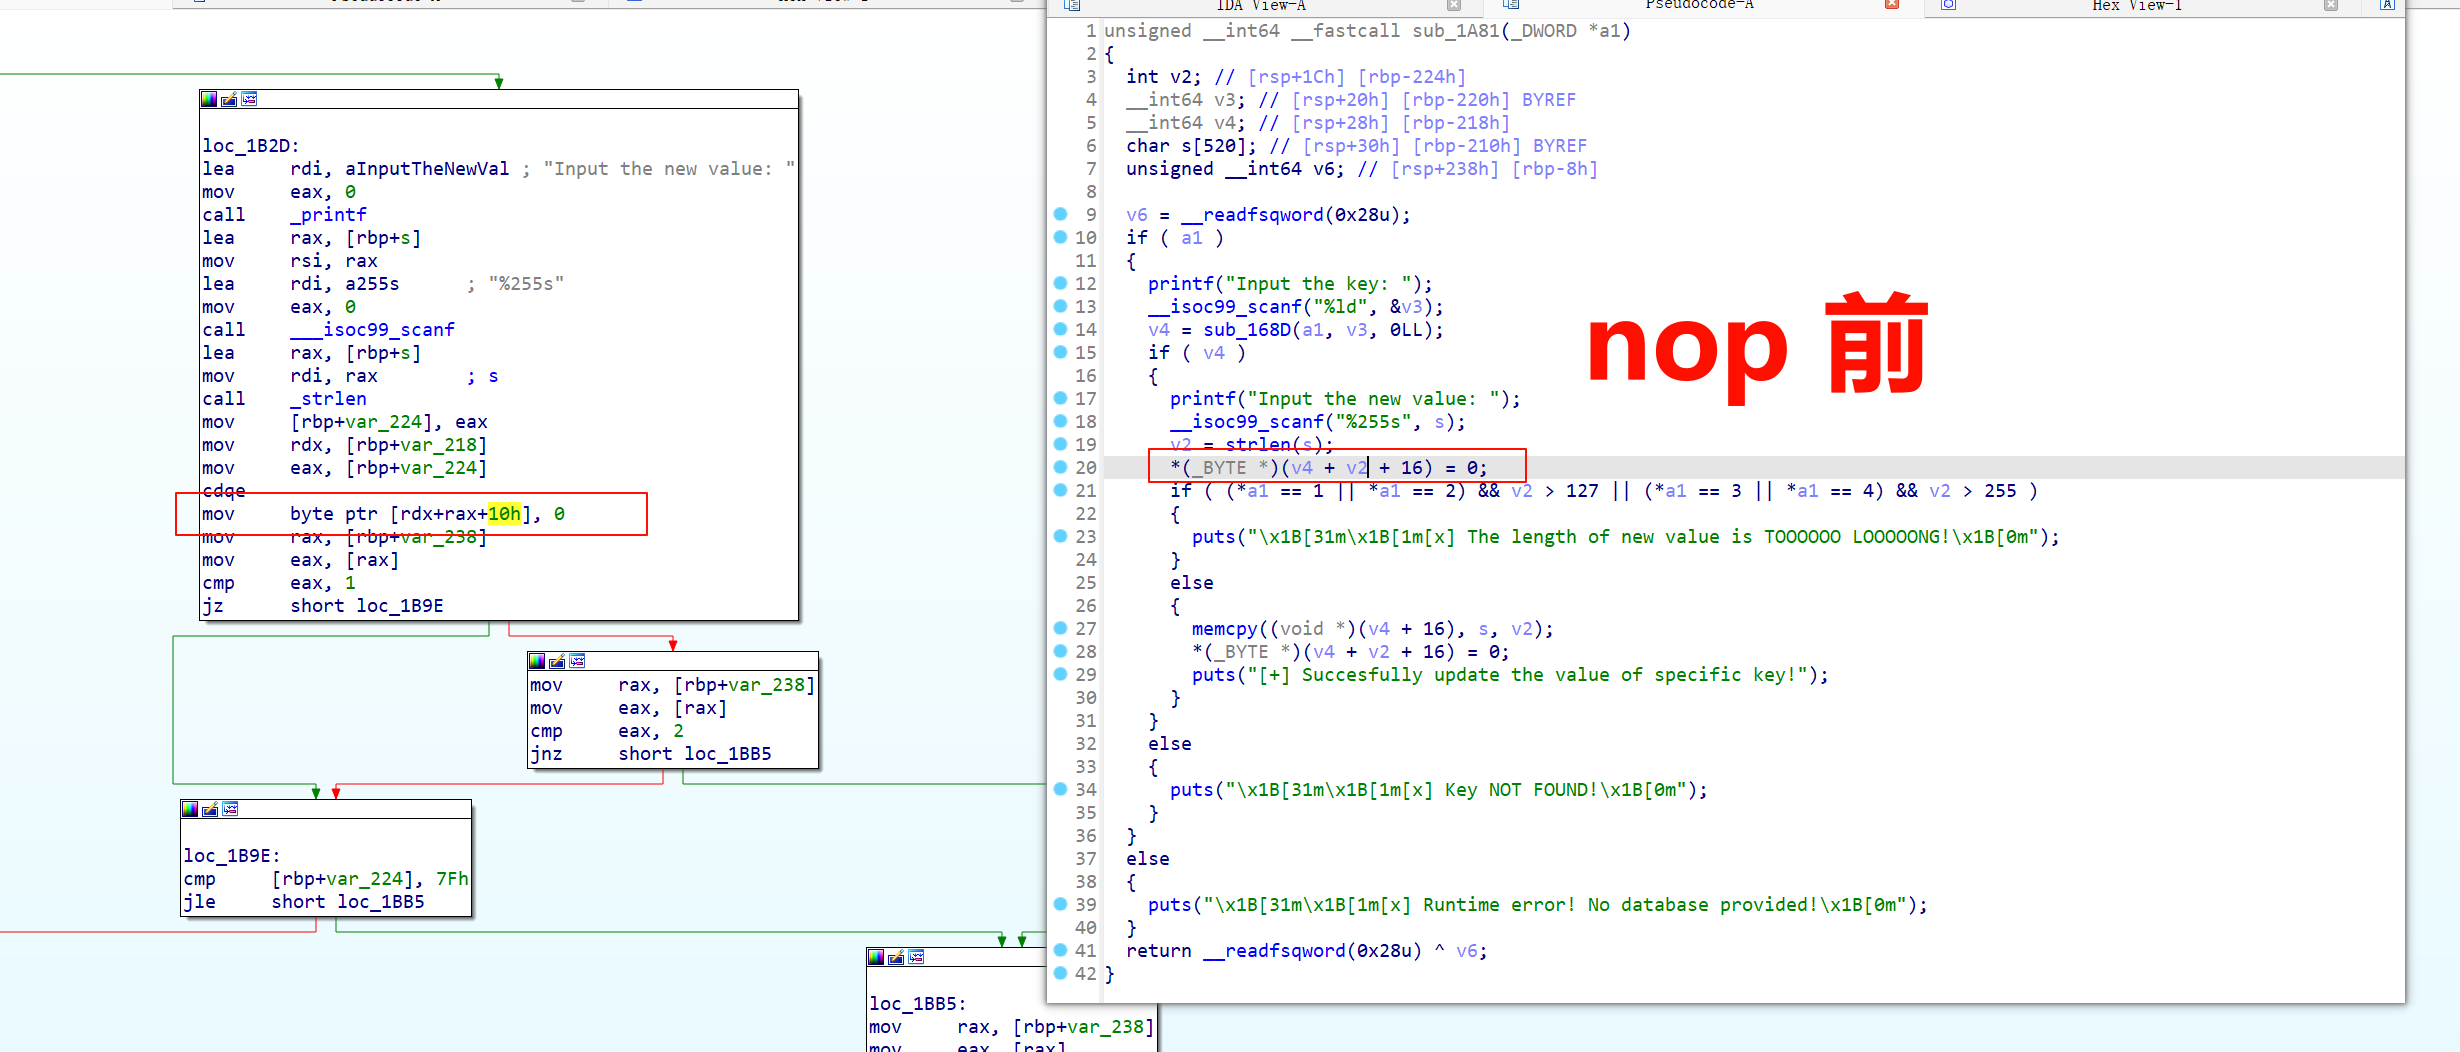 loc_1B2D:
lea rdi, aInputTheNewVal ; "Input the new value: "
mov eax, 0
call _printf
lea rax, [rbp+s]
mov rsi, rax
lea rdi, a255s ; "%255s"
mov eax, 0
call ___isoc99_scanf
lea rax, [rbp+s]
mov rdi, rax ; s
call _strlen
mov [rbp+var_224], eax
mov rdx, [rbp+var_218]
mov eax, [rbp+var_224]
cdqe
mov byte ptr [rdx+rax+10h], 0
mov rax, [rbp+var_238]
mov eax, [rax]
cmp eax, 1
jz short loc_1B9E
mov rax, [rbp+var_238]
mov eax, [rax]
cmp eax, 2
jnz short loc_1BB5
loc_1B9E:
cmp [rbp+var_224], 7Fh
jle short loc_1BB5
loc_1BB5:
mov rax, [rbp+var_238]
mov eax, [rax]
IDA View-A
Pseudocode-A
Hex View-1
1 unsigned __int64 __fastcall sub_1A81(_DWORD *a1)
2 {
3 int v2; // [rsp+1Ch] [rbp-224h]
4 __int64 v3; // [rsp+20h] [rbp-220h] BYREF
5 __int64 v4; // [rsp+28h] [rbp-218h]
6 char s[520]; // [rsp+30h] [rbp-210h] BYREF
7 unsigned __int64 v6; // [rsp+238h] [rbp-8h]
8
9 v6 = __readfsqword(0x28u);
10 if ( a1 )
11 {
12 printf("Input the key: ");
13 __isoc99_scanf("%ld", &v3);
14 v4 = sub_168D(a1, v3, 0LL);
15 if ( v4 )
16 {
17 printf("Input the new value: ");
18 __isoc99_scanf("%255s", s);
19 v2 = strlen(s);
20 *(_BYTE *)(v4 + v2 + 16) = 0;
21 if ( (*a1 == 1 || *a1 == 2) && v2 > 127 || (*a1 == 3 || *a1 == 4) && v2 > 255 )
22 {
23 puts("\x1B[31m\x1B[1m[x] The length of new value is TOOOOOO LOOOOONG!\x1B[0m");
24 }
25 else
26 {
27 memcpy((void *)(v4 + 16), s, v2);
28 *(_BYTE *)(v4 + v2 + 16) = 0;
29 puts("[+] Succesfully update the value of specific key!");
30 }
31 }
32 else
33 {
34 puts("\x1B[31m\x1B[1m[x] Key NOT FOUND!\x1B[0m");
35 }
36 }
37 else
38 {
39 puts("\x1B[31m\x1B[1m[x] Runtime error! No database provided!\x1B[0m");
40 }
41 return __readfsqword(0x28u) ^ v6;
42 }
nop 前